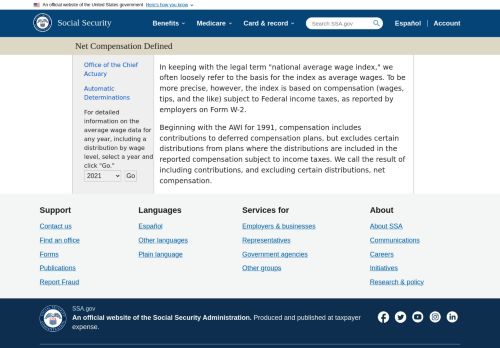 An official website of the United States government Here's how you know
Social Security
Benefits
Medicare
Card & record
Search SSA.gov
Español
Account
Net Compensation Defined
Office of the Chief
Actuary
Automatic
Determinations
For detailed
information on the
average wage data for
any year, including a
distribution by wage
level, select a year and
click "Go."
2021 Go
In keeping with the legal term "national average wage index," we
often loosely refer to the basis for the index as average wages. To be
more precise, however, the index is based on compensation (wages,
tips, and the like) subject to Federal income taxes, as reported by
employers on Form W-2.
Beginning with the AWI for 1991, compensation includes
contributions to deferred compensation plans, but excludes certain
distributions from plans where the distributions are included in
the reported compensation subject to income taxes. We call the result of
including contributions, and excluding certain distributions, net
compensation.
Support
Contact us
Find an office
Forms
Publications
Report Fraud
Languages
Español
Other languages
Plain language
Services for
Employers & businesses
Representatives
Government agencies
Other groups
About
About SSA
Communications
Careers
Initiatives
Research & policy
SSA.gov
An official website of the Social Security Administration. Produced and published at taxpayer
expense.